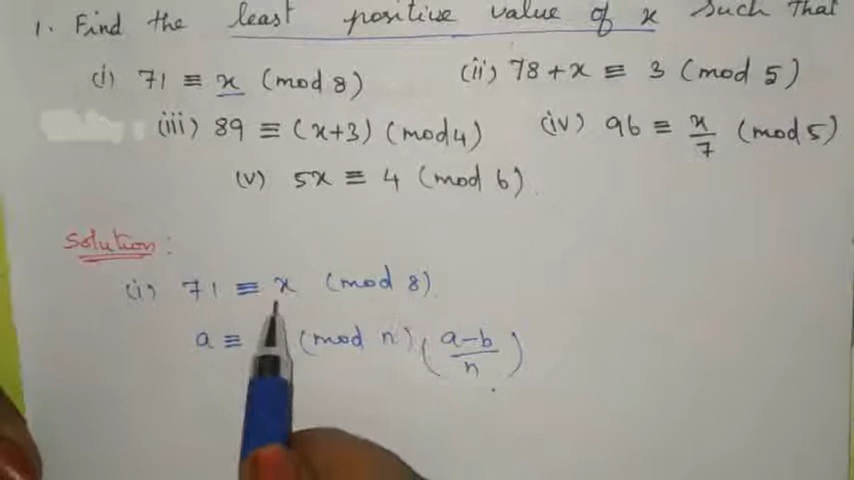 1. Find the least positive value of x such that
(i) 71 ≡ x (mod 8) (ii) 78 + x ≡ 3 (mod 5)
(iii) 89 ≡ (x+3) (mod 4) (iv) 96 ≡ x/7 (mod 5)
(v) 5x ≡ 4 (mod 6).
Solution:
(i) 71 ≡ x (mod 8).
a ≡ (mod n) (a-b/n)